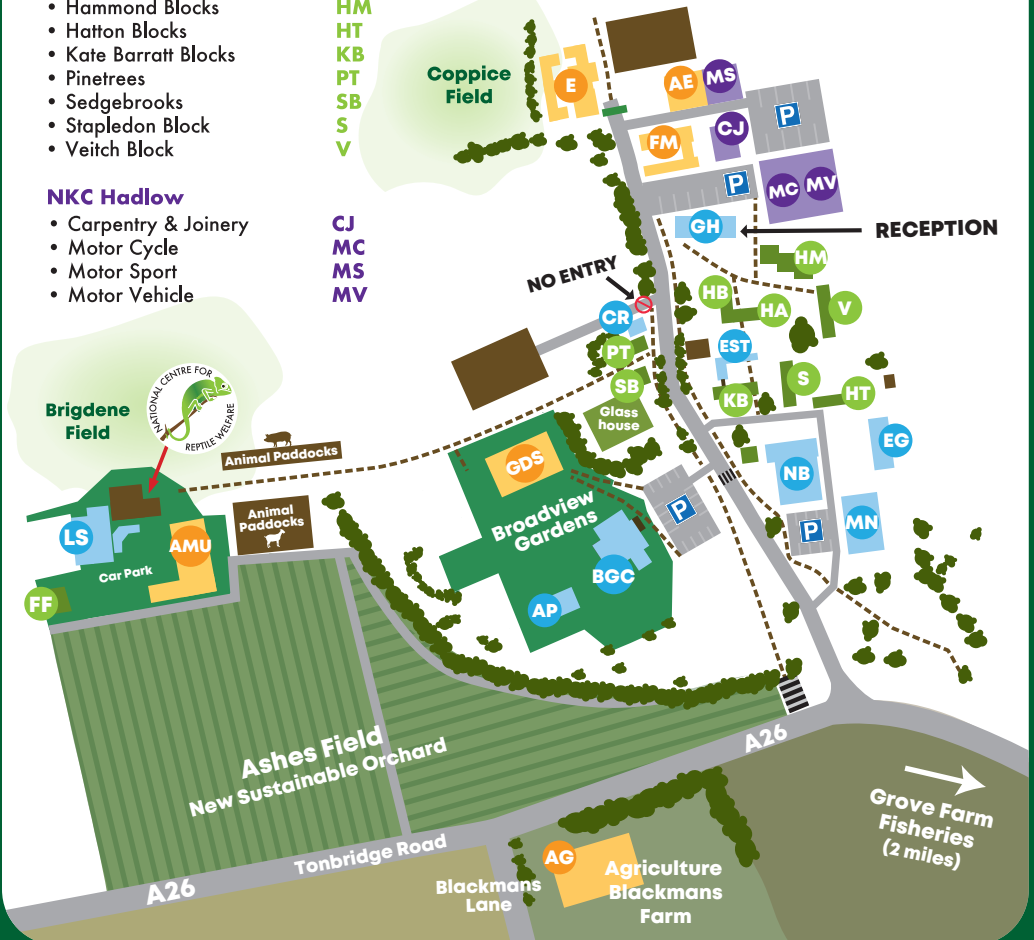 • Hammond Blocks HM
• Hatton Blocks HT
• Kate Barratt Blocks KB
• Pinetrees PT
• Sedgebrooks SB
• Stapledon Block S
• Veitch Block V
NKC Hadlow
• Carpentry & Joinery CJ
• Motor Cycle MC
• Motor Sport MS
• Motor Vehicle MV
Coppice
Field
E
AE
MS
P
FM
CJ
P
MC
MV
GH
RECEPTION
HM
NO ENTRY
CR
HB
HA
V
PT
EST
SB
KB
S
HT
Glass
house
EG
NB
MN
P
P
Brigdene
Field
NATIONAL CENTRE FOR
REPTILE WELFARE
Animal Paddocks
Animal
Paddocks
GDS
Broadview
Gardens
BGC
AP
LS
AMU
Car Park
FF
Ashes Field
New Sustainable Orchard
A26
Tonbridge Road
A26
Grove Farm
Fisheries
(2 miles)
Blackmans
Lane
AG
Agriculture
Blackmans
Farm